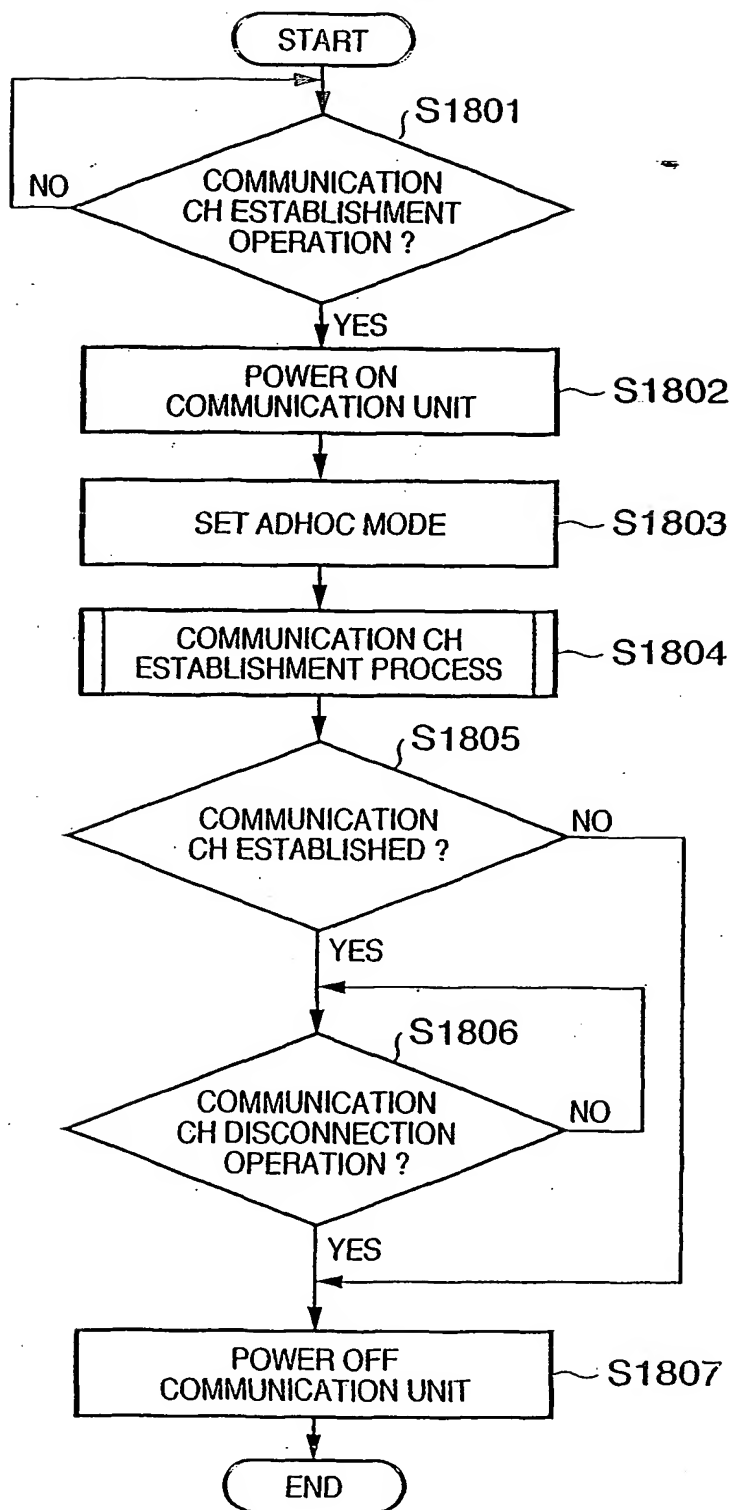 START
S1801
COMMUNICATION
CH ESTABLISHMENT
OPERATION ?
NO
YES
POWER ON
COMMUNICATION UNIT
S1802
SET ADHOC MODE
S1803
COMMUNICATION CH
ESTABLISHMENT PROCESS
S1804
S1805
COMMUNICATION
CH ESTABLISHED ?
NO
YES
S1806
COMMUNICATION
CH DISCONNECTION
OPERATION ?
NO
YES
POWER OFF
COMMUNICATION UNIT
S1807
END